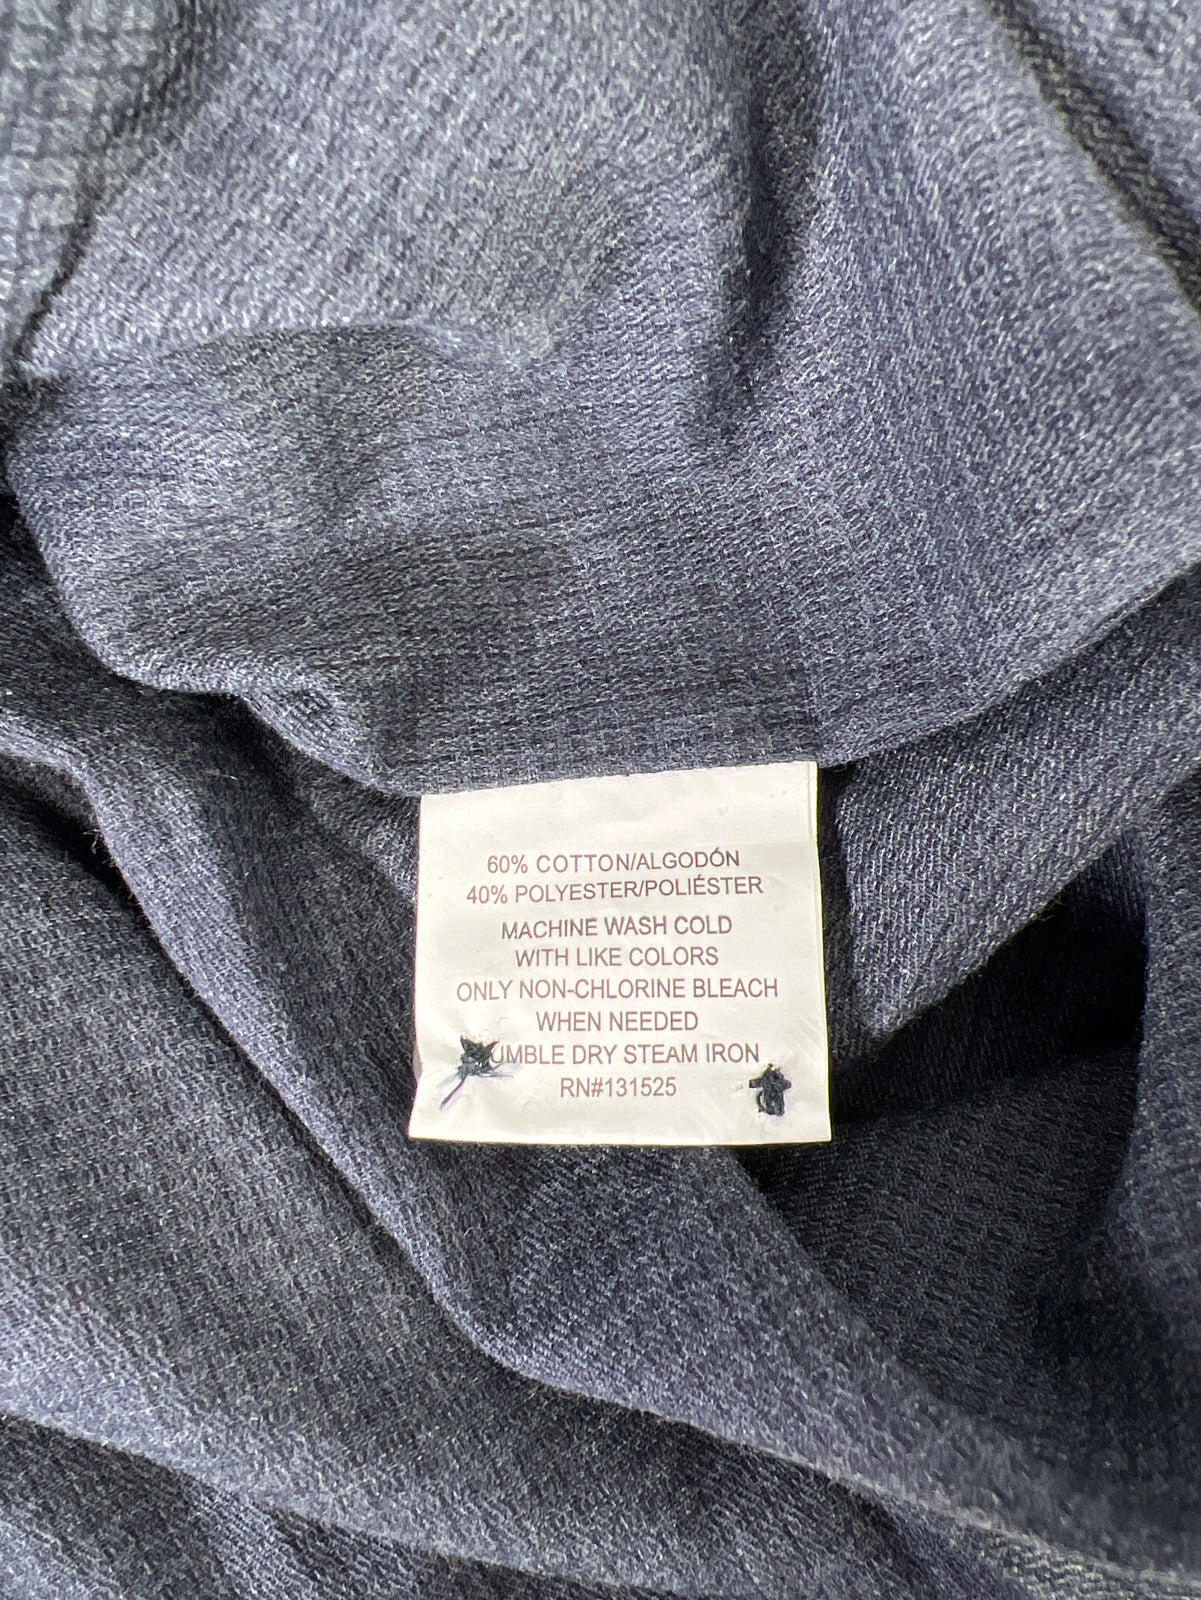 60% COTTON/ALGODÓN
40% POLYESTER/POLIÉSTER
MACHINE WASH COLD
WITH LIKE COLORS
ONLY NON-CHLORINE BLEACH
WHEN NEEDED
UMBLE DRY STEAM IRON
RN#131525